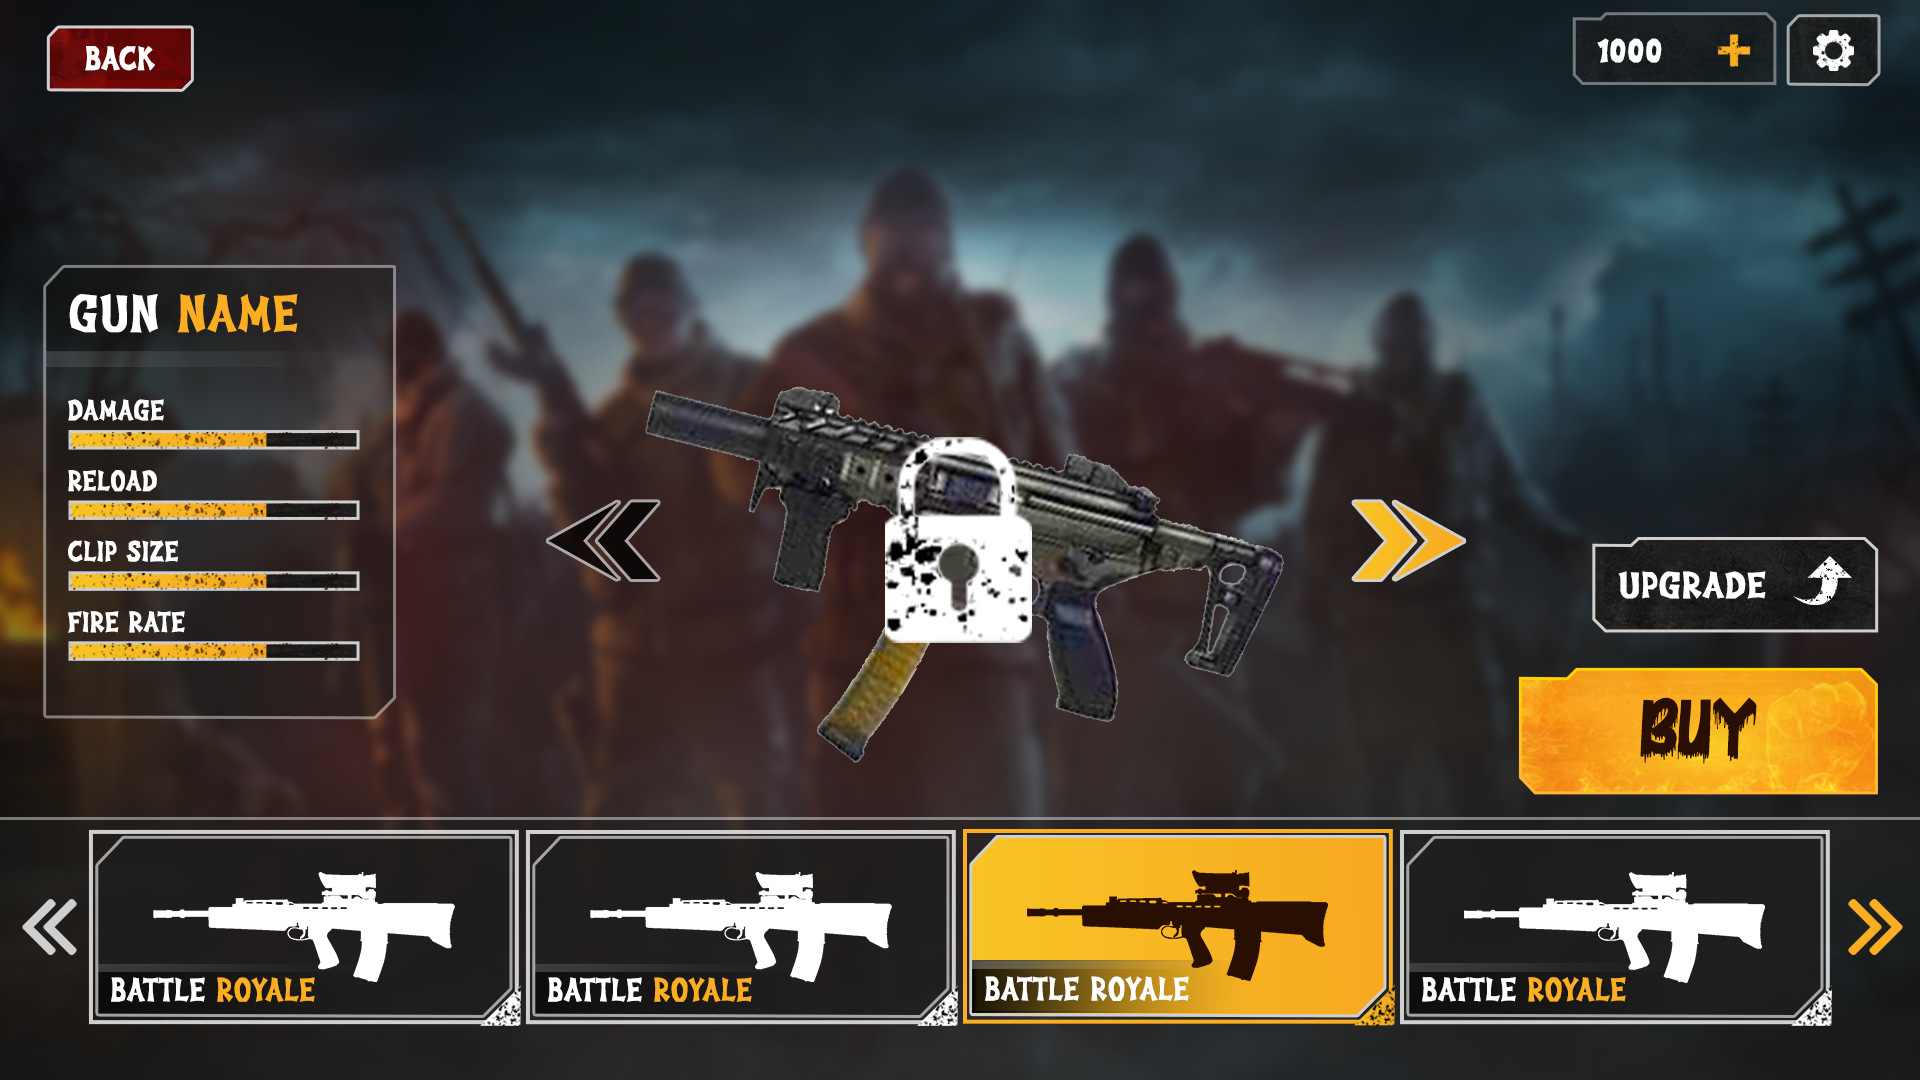 BACK
1000
GUN NAME
DAMAGE
RELOAD
CLIP SIZE
FIRE RATE
UPGRADE
BUY
BATTLE ROYALE
BATTLE ROYALE
BATTLE ROYALE
BATTLE ROYALE